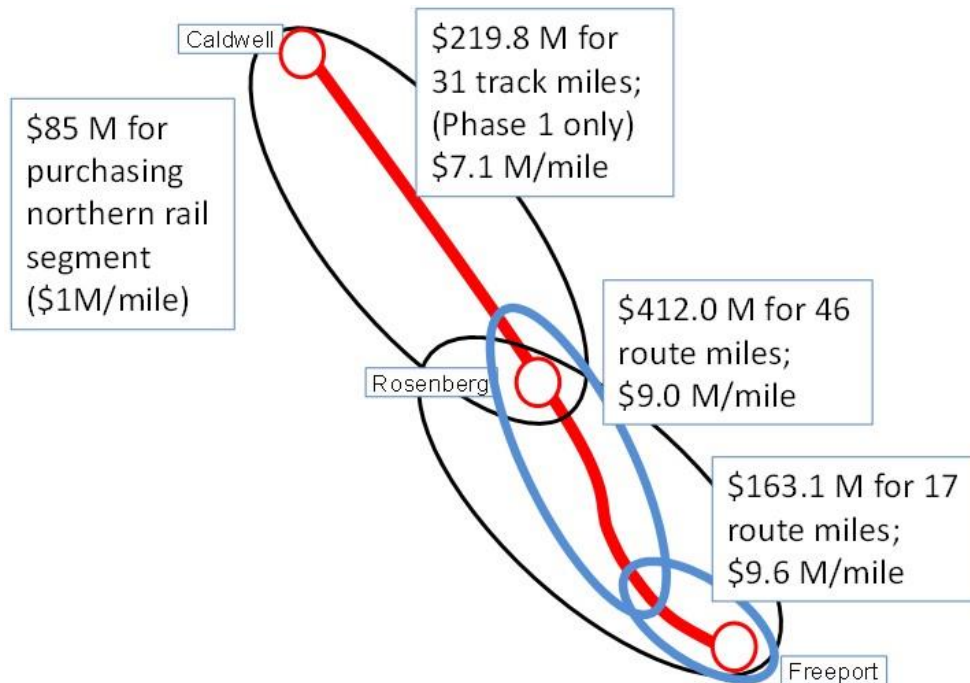 Caldwell
$219.8 M for
31 track miles;
(Phase 1 only)
$7.1 M/mile
$85 M for
purchasing
northern rail
segment
($1M/mile)
$412.0 M for 46
route miles;
$9.0 M/mile
Rosenberg
$163.1 M for 17
route miles;
$9.6 M/mile
Freeport